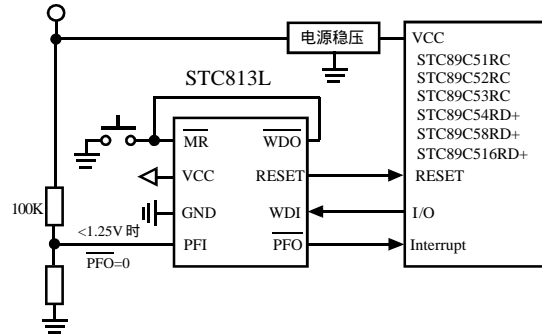 电源稳压
VCC
STC89C51RC
STC89C52RC
STC89C53RC
STC89C54RD+
STC89C58RD+
STC89C516RD+
RESET
I/O
Interrupt
STC813L
MR
WDO
VCC
RESET
GND
WDI
PFI
PFO
100K
<1.25V 时
PFO=0